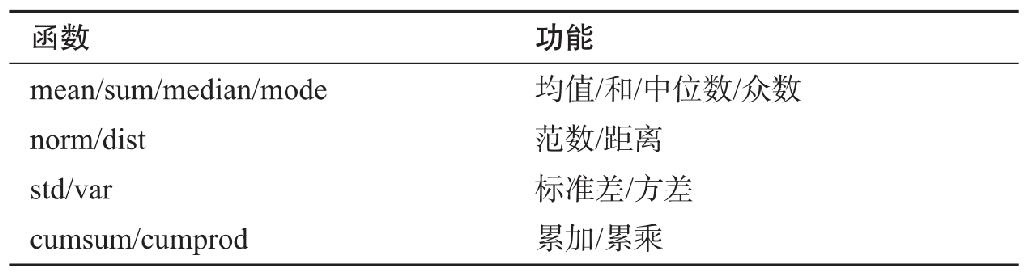 函数 功能
mean/sum/median/mode 均值/和/中位数/众数
norm/dist 范数/距离
std/var 标准差/方差
cumsum/cumprod 累加/累乘